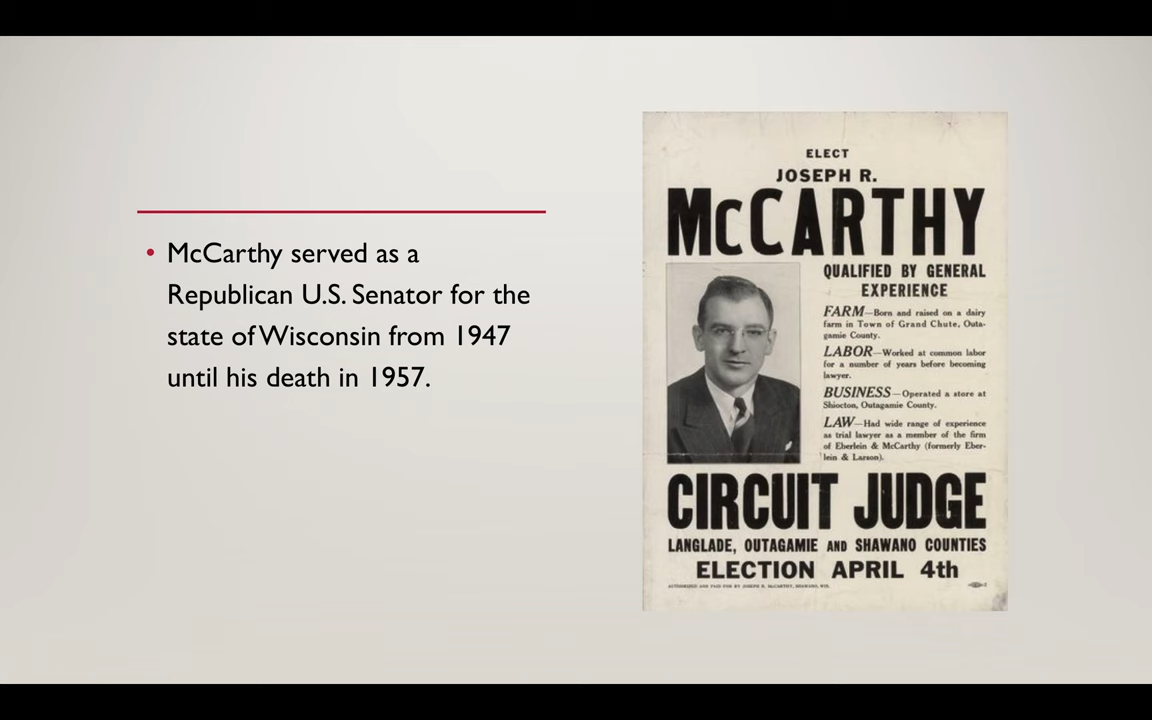 • McCarthy served as a
Republican U.S. Senator for the
state of Wisconsin from 1947
until his death in 1957.
ELECT
JOSEPH R.
McCARTHY
QUALIFIED BY GENERAL
EXPERIENCE
FARM—Born and raised on a dairy
farm in Town of Grand Chute, Outa-
gamie County.
LABOR—Worked at common labor
for a number of years before becoming
lawyer.
BUSINESS—Operated a store at
Shiocton, Outagamie County.
LAW—Had wide range of experience
as trial lawyer as a member of the firm
of Eberlein & McCarthy (formerly Eber-
lein & Larson).
CIRCUIT JUDGE
LANGLADE, OUTAGAMIE AND SHAWANO COUNTIES
ELECTION APRIL 4th
AUTHORIZED AND PAID FOR BY JOSEPH R. McCARTHY, SHAWANO, WIS.